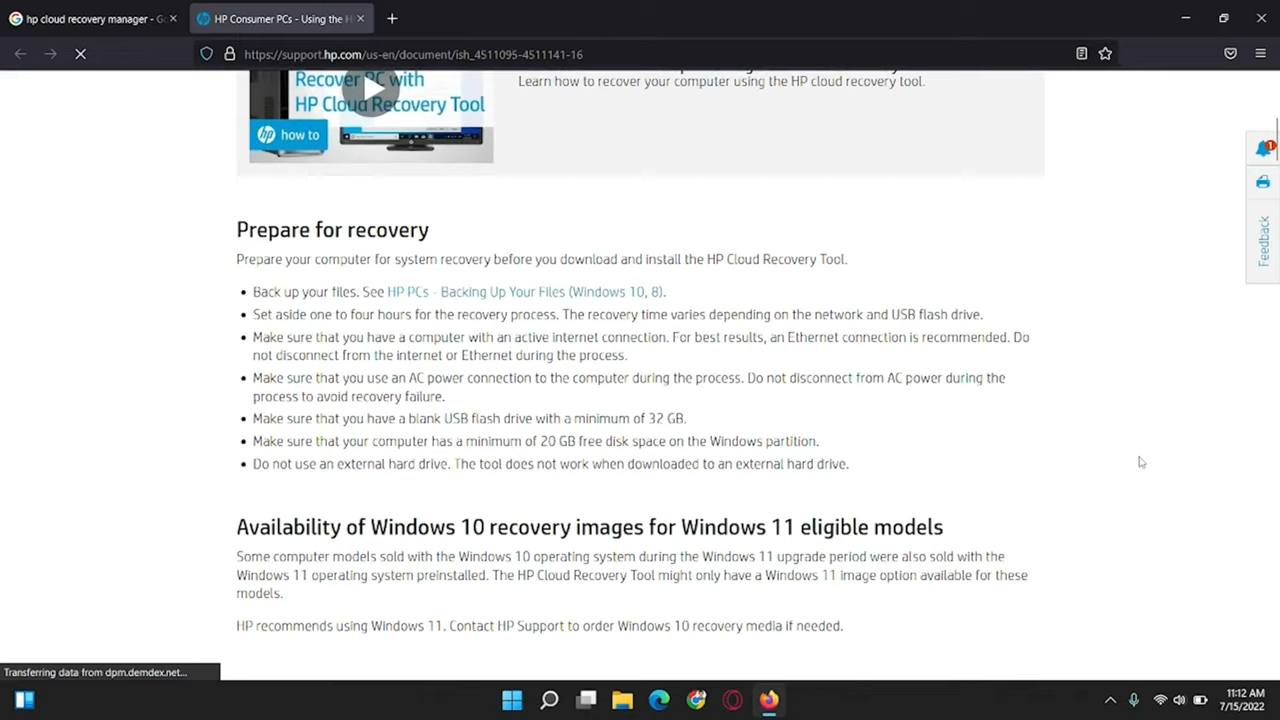 hp cloud recovery manager - G
HP Consumer PCs - Using the H
https://support.hp.com/us-en/document/ish_4511095-4511141-16
Recover PC with
HP Cloud Recovery Tool
hp how to
Learn how to recover your computer using the HP cloud recovery tool.
1
Feedback
Prepare for recovery
Prepare your computer for system recovery before you download and install the HP Cloud Recovery Tool.
• Back up your files. See HP PCs - Backing Up Your Files (Windows 10, 8).
• Set aside one to four hours for the recovery process. The recovery time varies depending on the network and USB flash drive.
• Make sure that you have a computer with an active internet connection. For best results, an Ethernet connection is recommended. Do
not disconnect from the internet or Ethernet during the process.
• Make sure that you use an AC power connection to the computer during the process. Do not disconnect from AC power during the
process to avoid recovery failure.
• Make sure that you have a blank USB flash drive with a minimum of 32 GB.
• Make sure that your computer has a minimum of 20 GB free disk space on the Windows partition.
• Do not use an external hard drive. The tool does not work when downloaded to an external hard drive.
Availability of Windows 10 recovery images for Windows 11 eligible models
Some computer models sold with the Windows 10 operating system during the Windows 11 upgrade period were also sold with the
Windows 11 operating system preinstalled. The HP Cloud Recovery Tool might only have a Windows 11 image option available for these
models.
HP recommends using Windows 11. Contact HP Support to order Windows 10 recovery media if needed.
Transferring data from dpm.demdex.net...
11:12 AM
7/15/2022